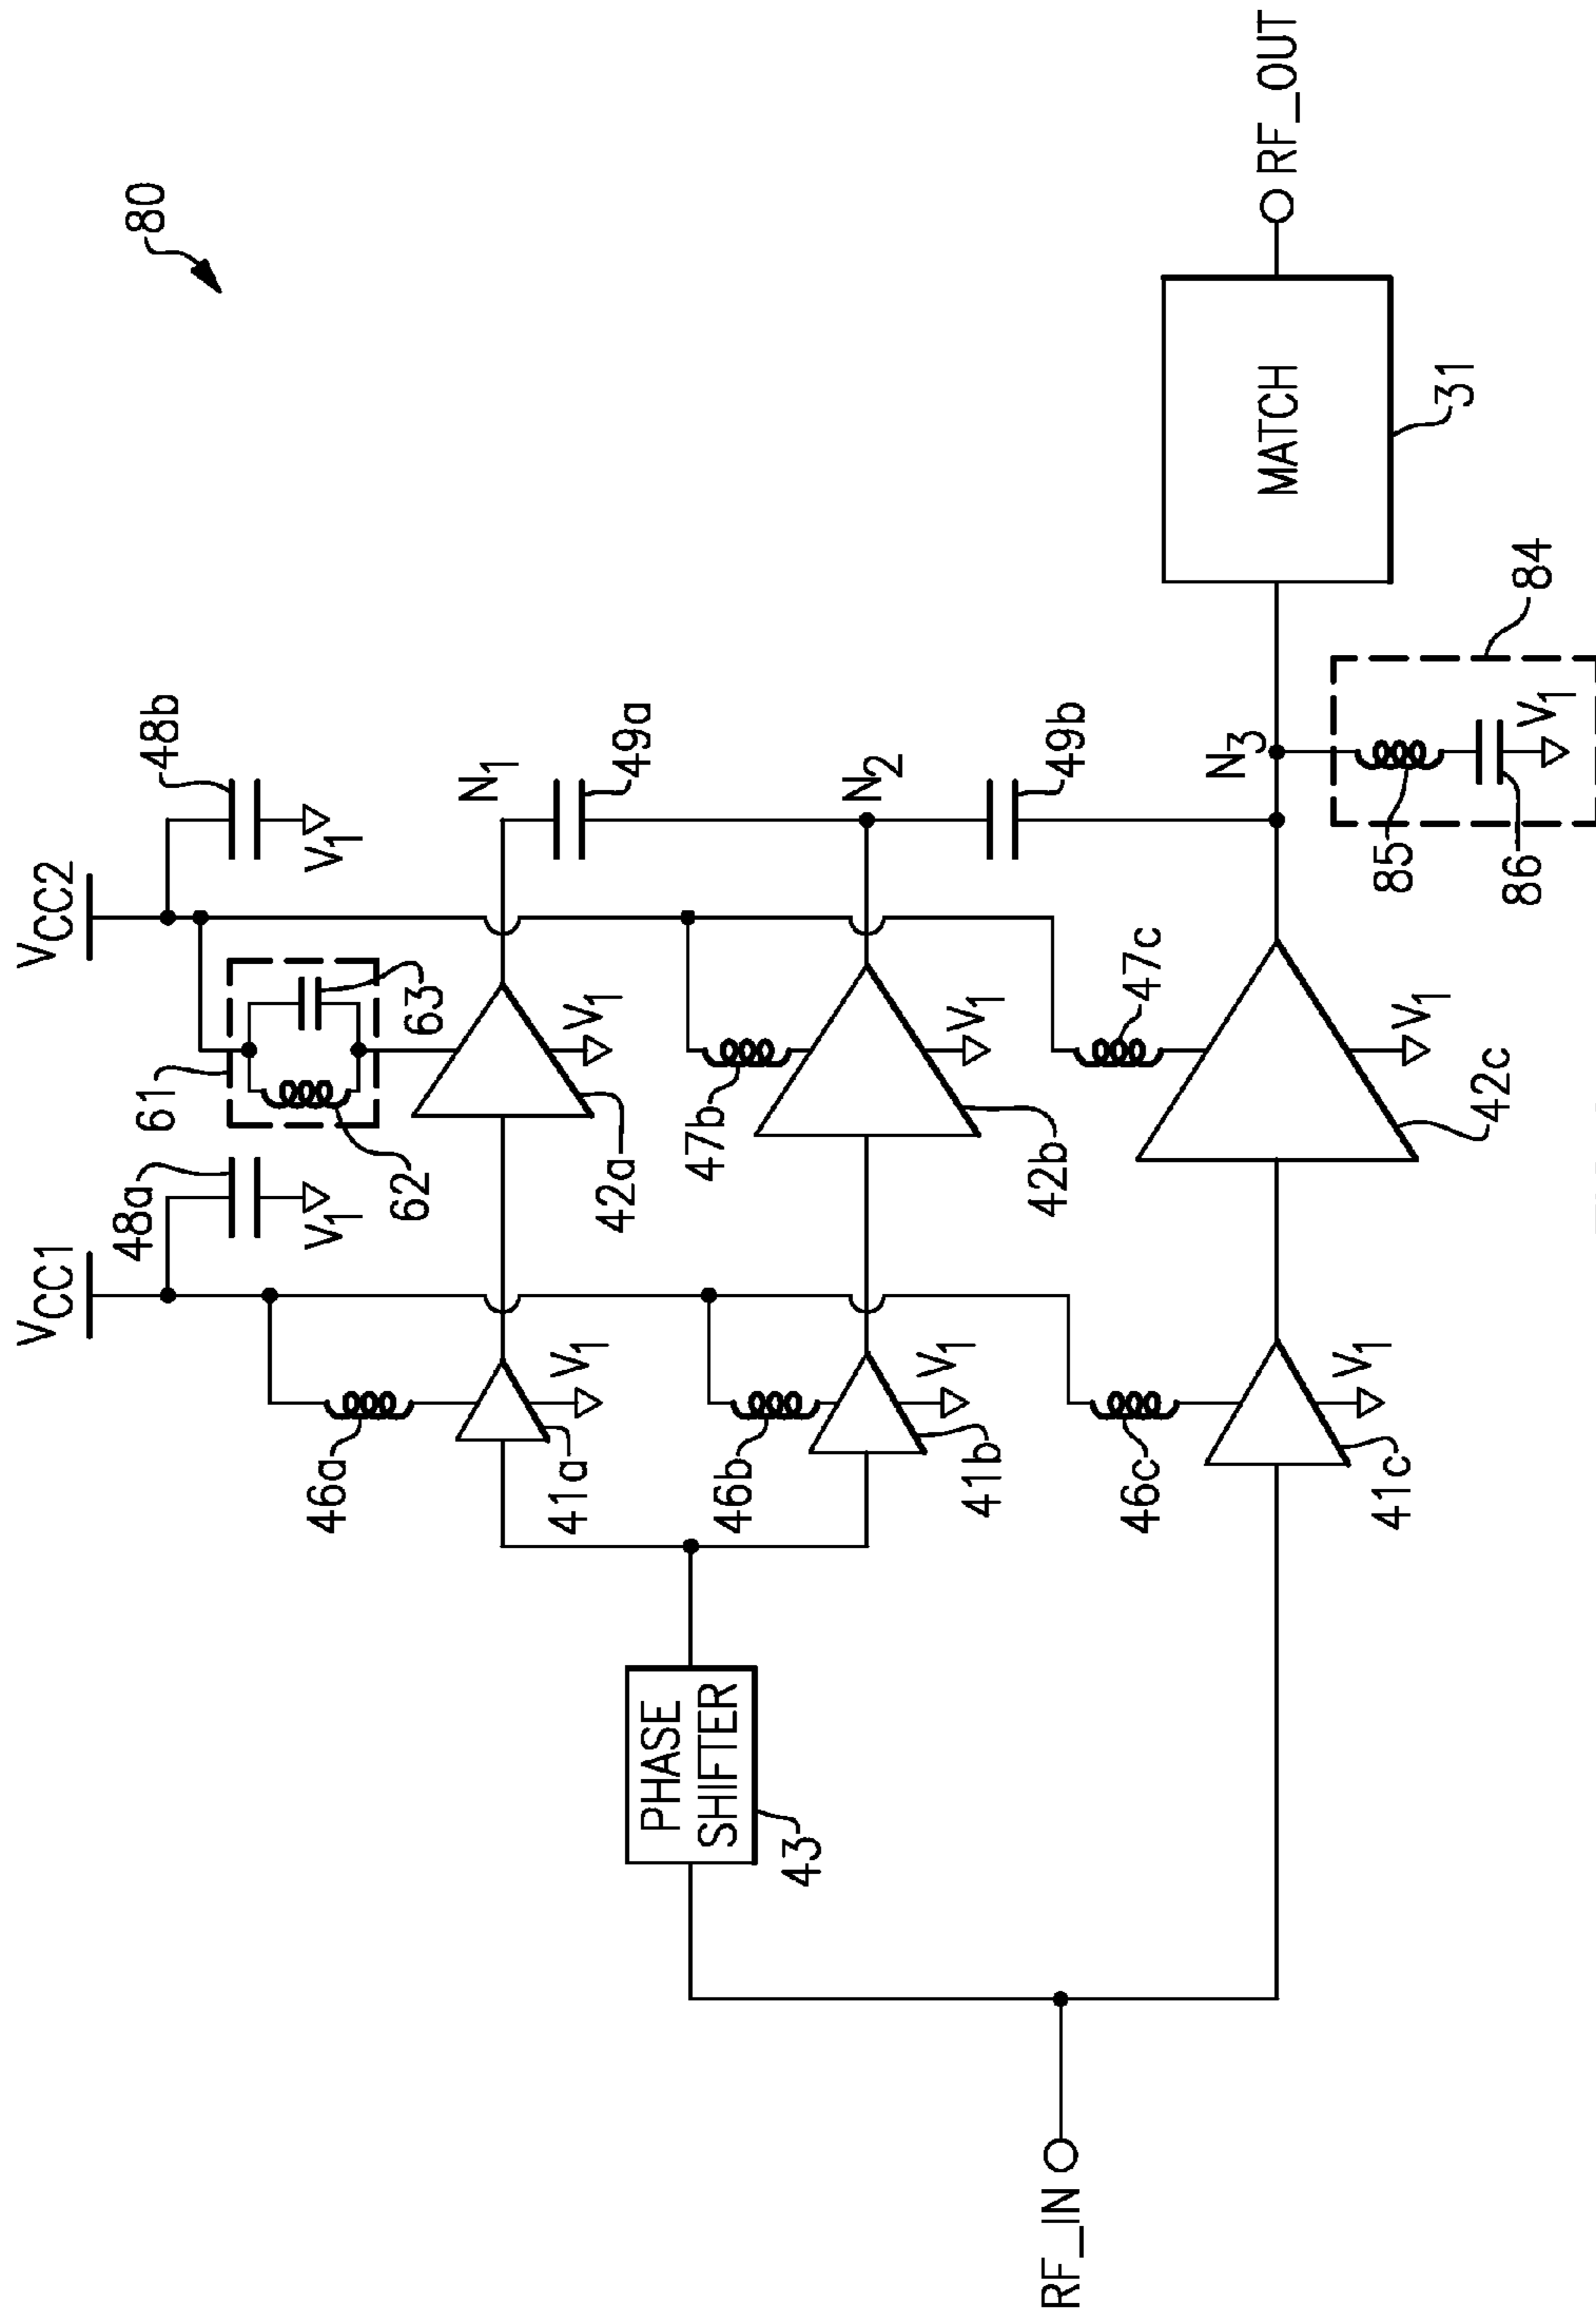 80
VCC1
VCC2
48a
V1
48b
V1
61
62
63
46a
41a
V1
42a
V1
N1
49a
PHASE
SHIFTER
43
46b
41b
V1
47b
42b
V1
N2
49b
RF_IN
46c
41c
V1
47c
42c
V1
N3
MATCH
31
RF_OUT
85
86
V1
84